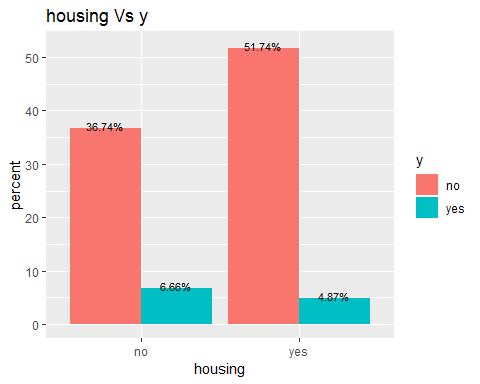 housing Vs y
50
40
30
20
10
0
percent
36.74%
6.66%
51.74%
4.87%
no
yes
housing
y
no
yes